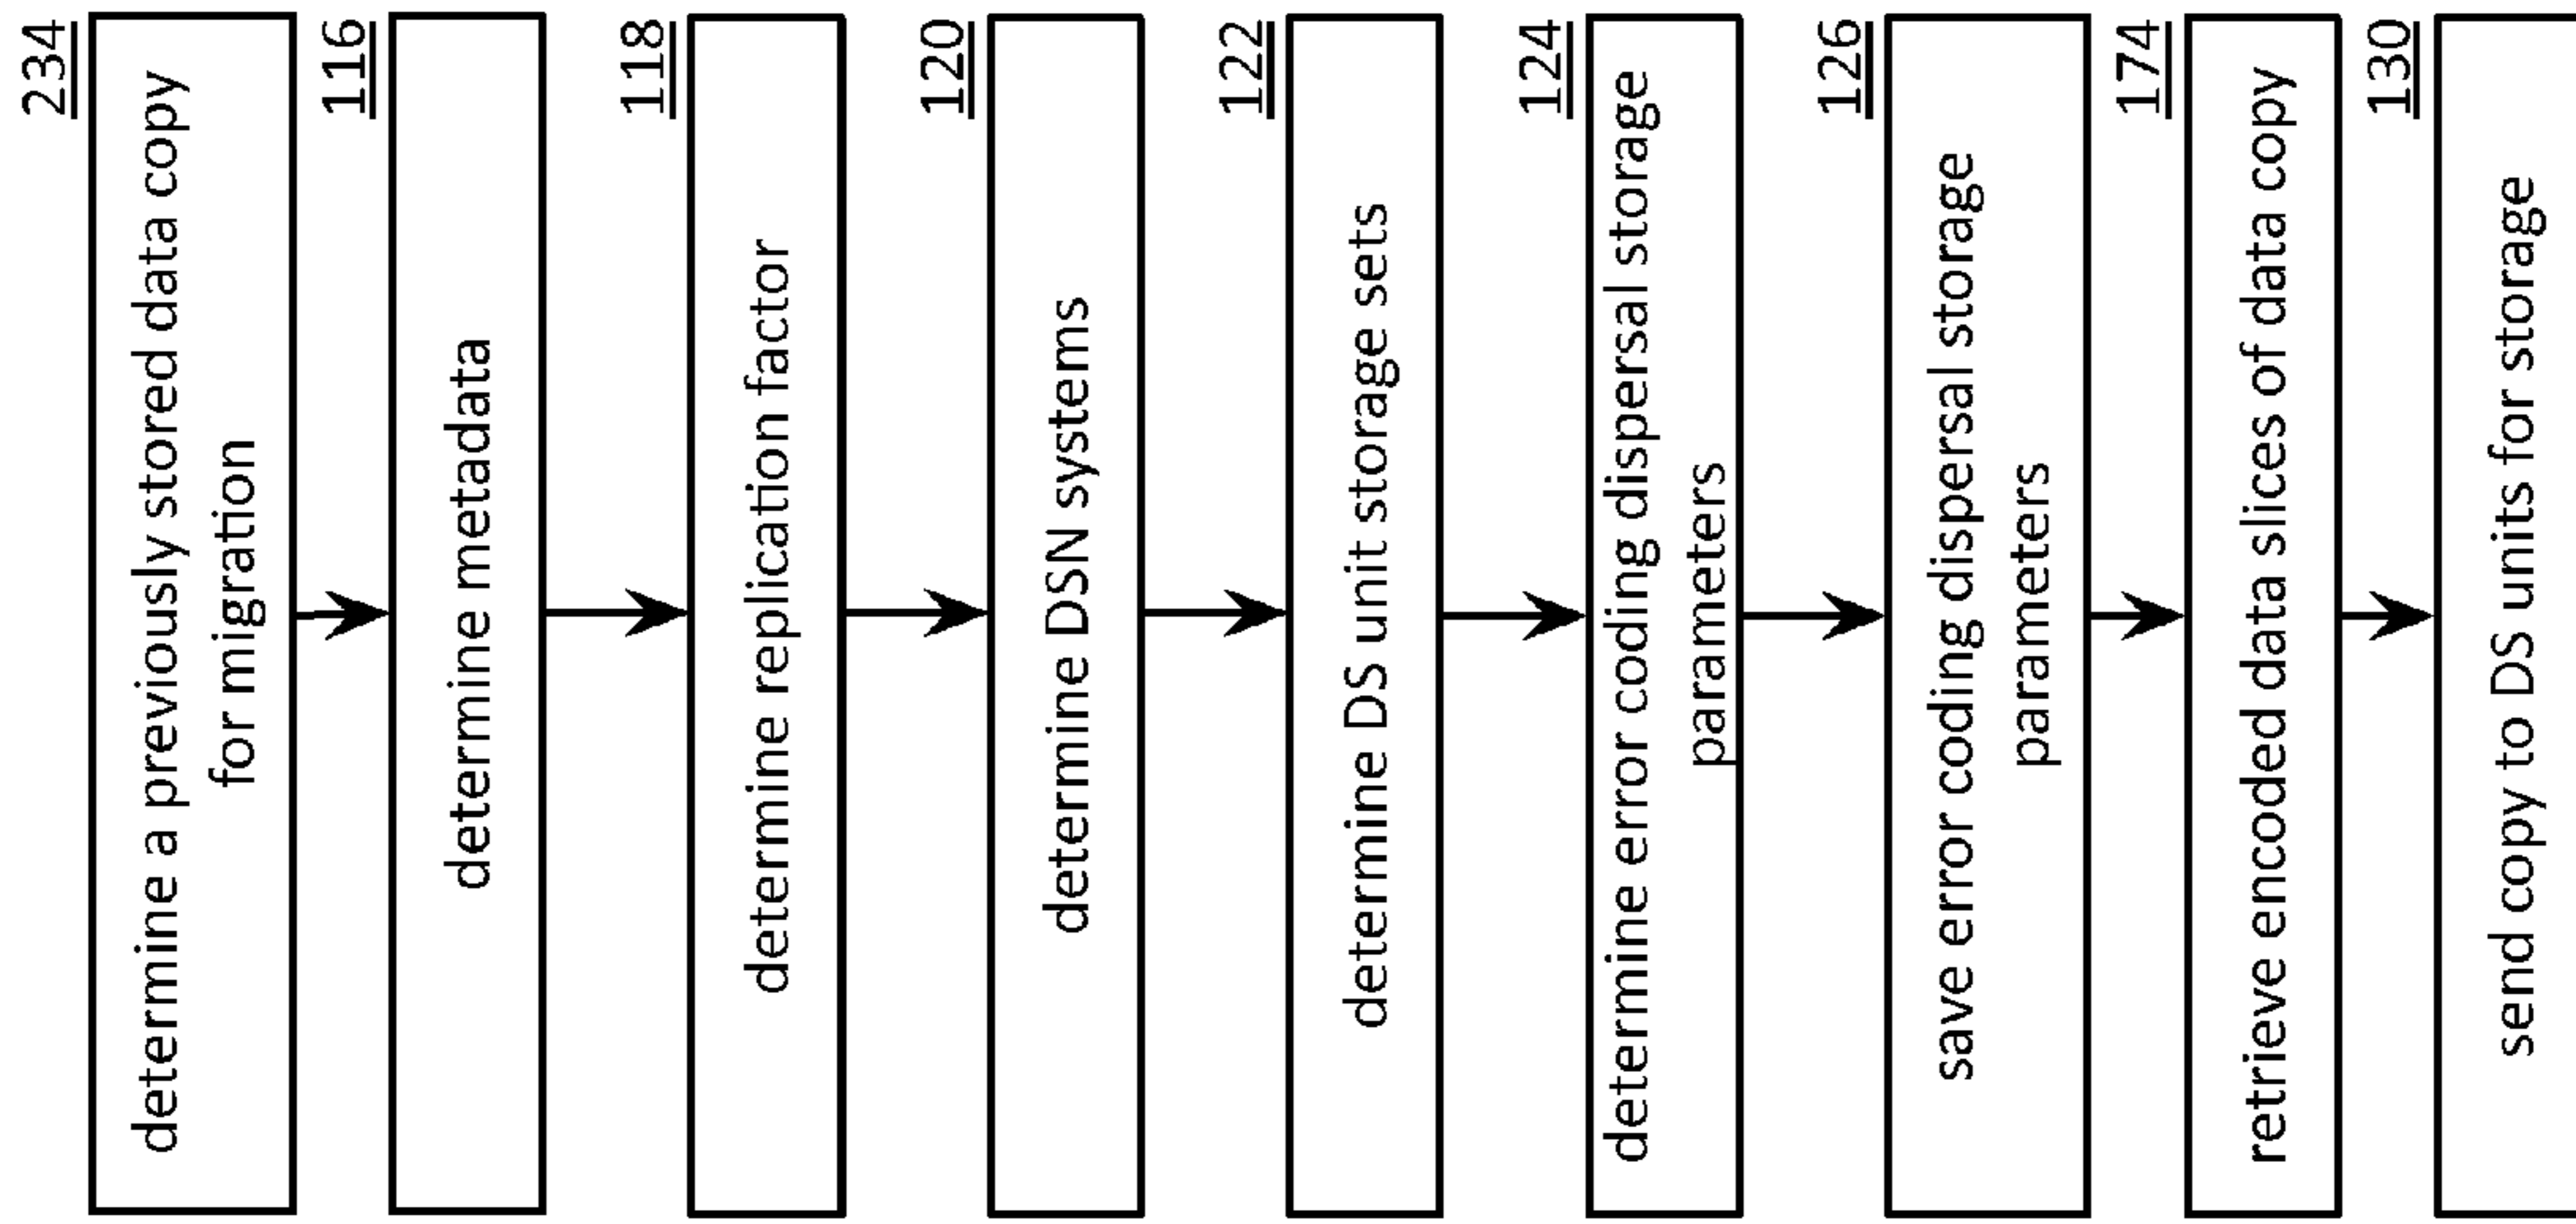 234
determine a previously stored data copy
for migration
116
determine metadata
118
determine replication factor
120
determine DSN systems
122
determine DS unit storage sets
124
determine error coding dispersal storage
parameters
126
save error coding dispersal storage
parameters
174
retrieve encoded data slices of data copy
130
send copy to DS units for storage